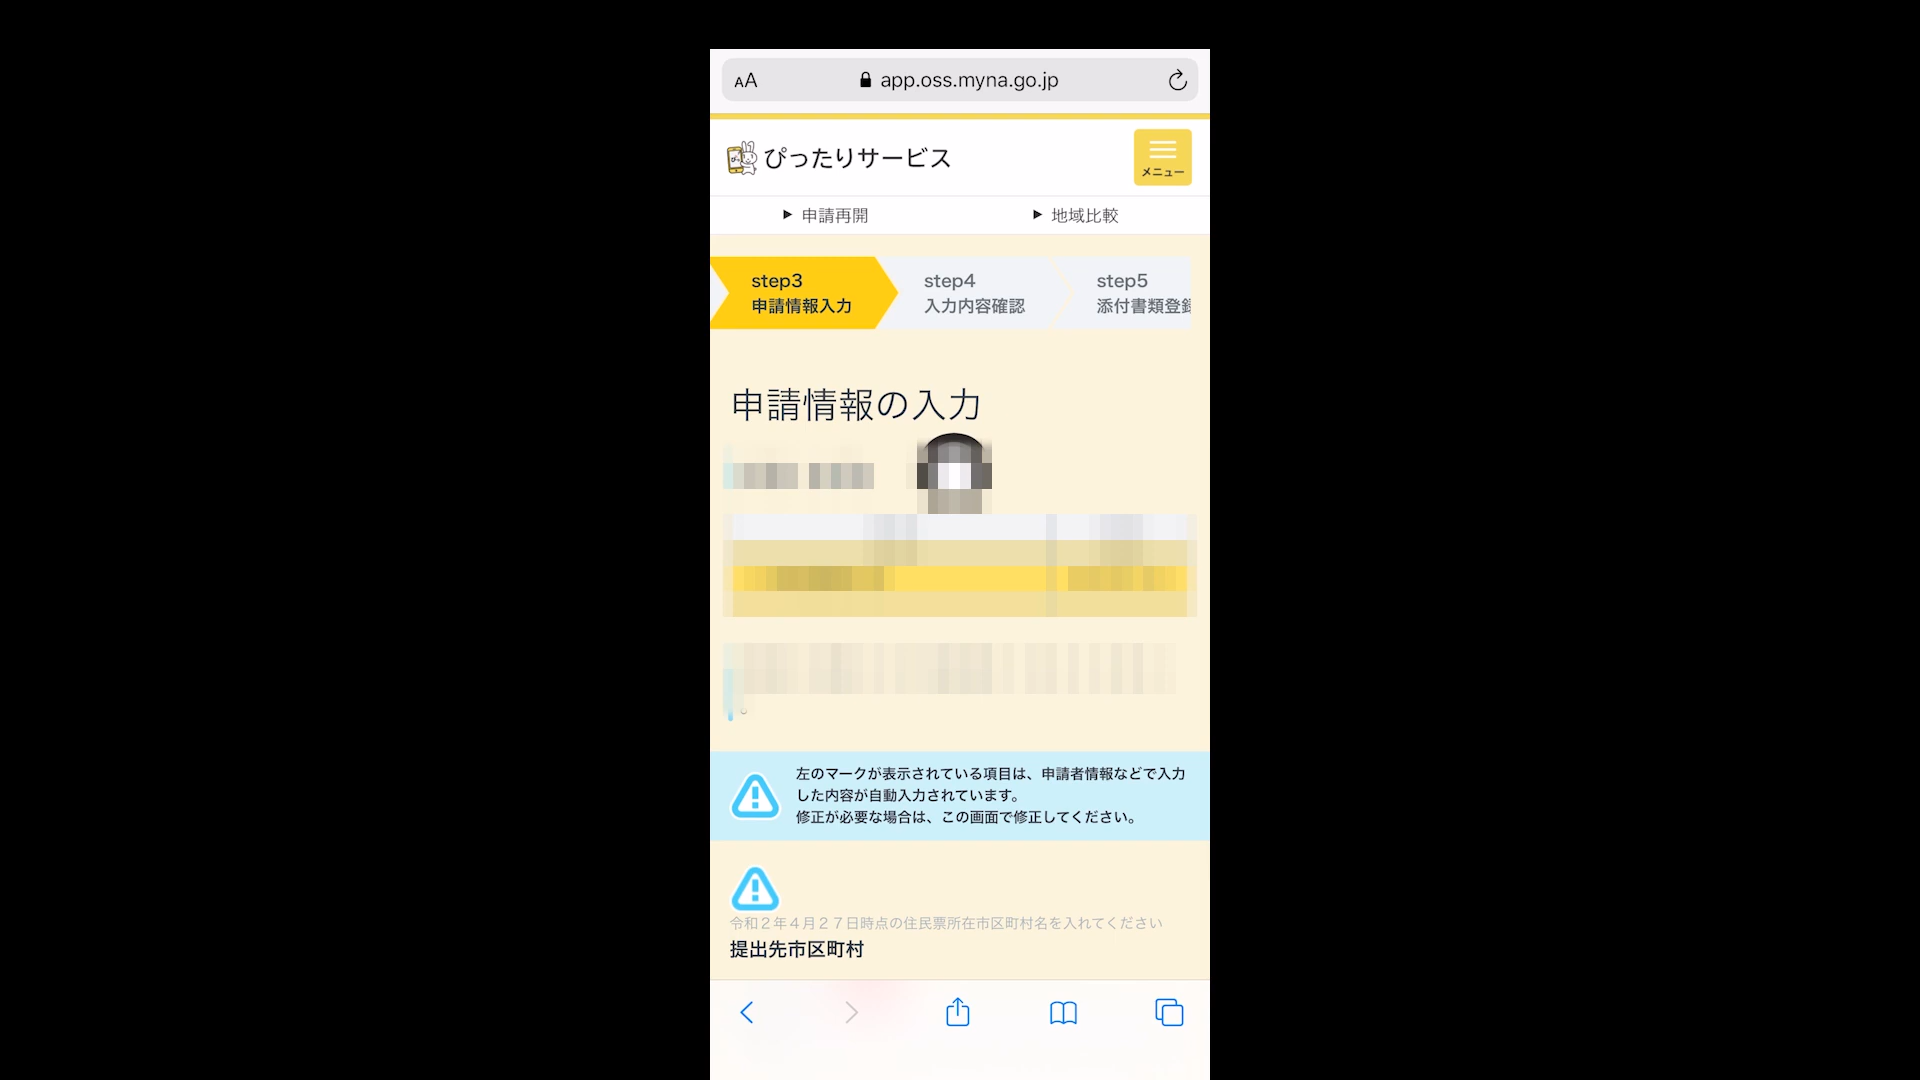 AA
app.oss.myna.go.jp
ぴったりサービス
メニュー
申請再開
地域比較
step3
申請情報入力
step4
入力内容確認
step5
添付書類登録
申請情報の入力
左のマークが表示されている項目は、申請者情報などで入力
した内容が自動入力されています。
修正が必要な場合は、この画面で修正してください。
令和２年４月２７日時点の住民票所在市区町村名を入れてください
提出先市区町村